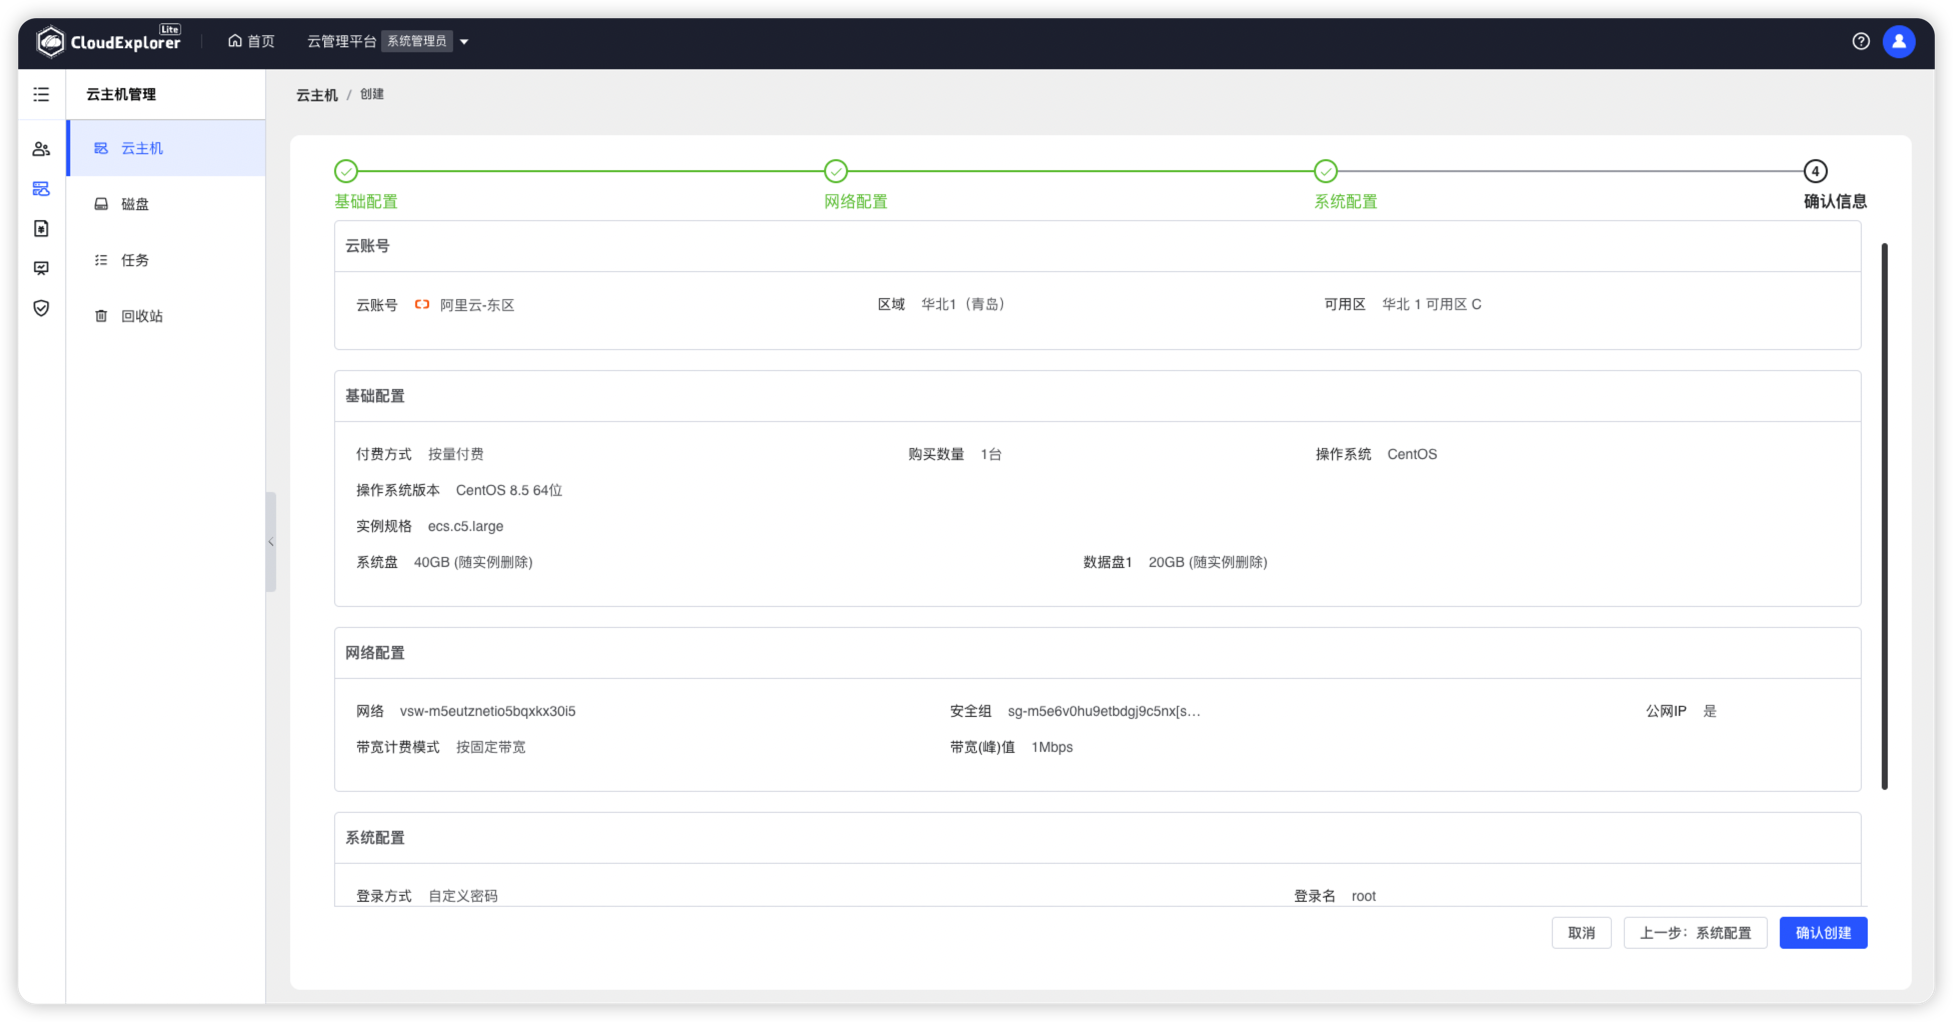 CloudExplorer Lite 首页 云管理平台 系统管理员
云主机管理
云主机
磁盘
任务
回收站
云主机 / 创建
基础配置 网络配置 系统配置 4 确认信息
云账号
云账号 阿里云-东区 区域 华北1（青岛） 可用区 华北 1 可用区 C
基础配置
付费方式 按量付费 购买数量 1台 操作系统 CentOS
操作系统版本 CentOS 8.5 64位
实例规格 ecs.c5.large
系统盘 40GB (随实例删除) 数据盘1 20GB (随实例删除)
网络配置
网络 vsw-m5eutznetio5bqxkx30i5 安全组 sg-m5e6v0hu9etbdgj9c5nx[s... 公网IP 是
带宽计费模式 按固定带宽 带宽(峰)值 1Mbps
系统配置
登录方式 自定义密码 登录名 root
取消 上一步：系统配置 确认创建